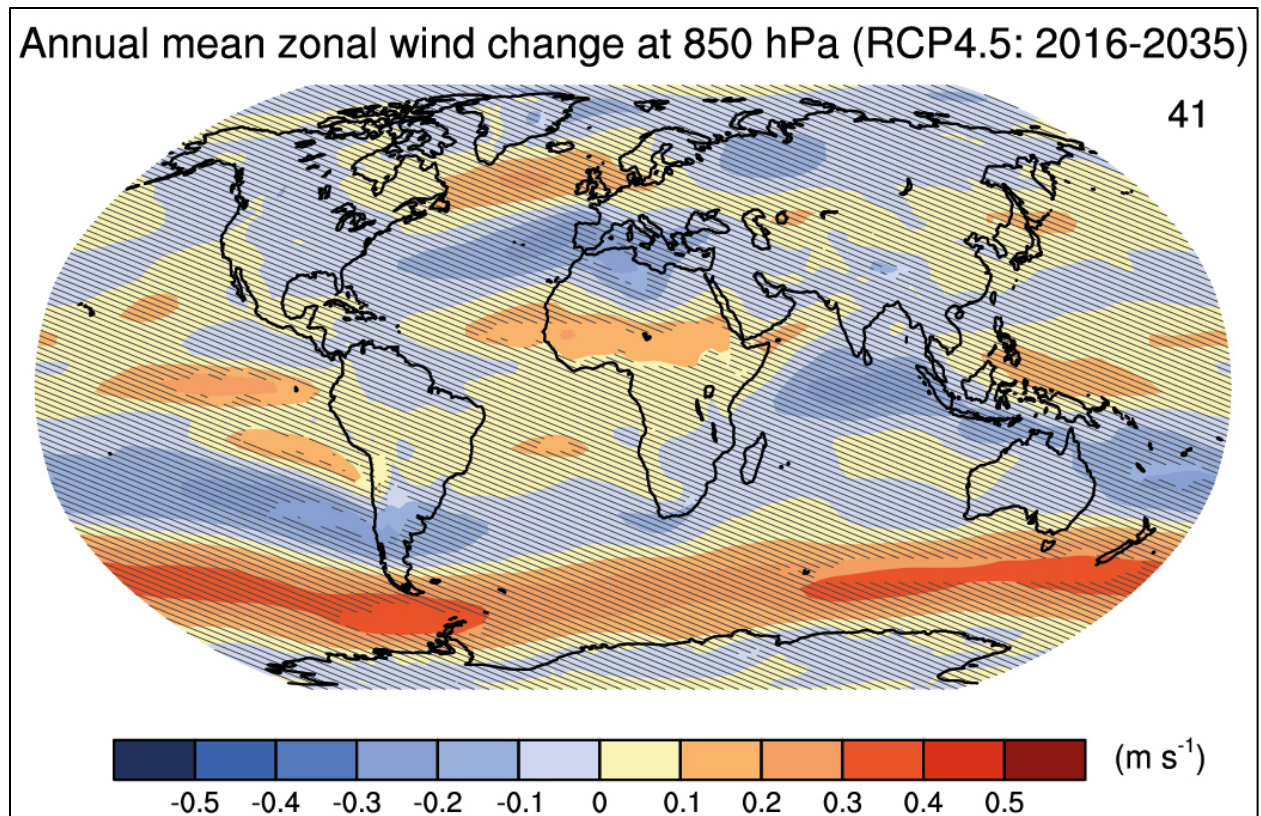 Annual mean zonal wind change at 850 hPa (RCP4.5: 2016-2035)
41
-0.5 -0.4 -0.3 -0.2 -0.1 0 0.1 0.2 0.3 0.4 0.5 (m s⁻¹)